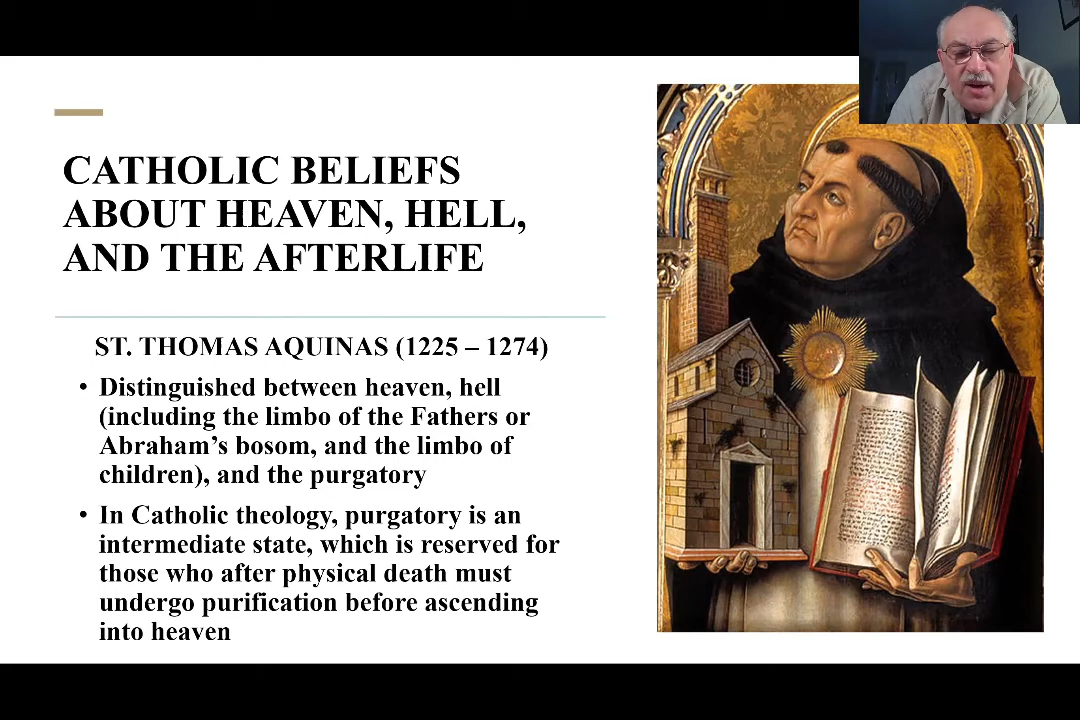 CATHOLIC BELIEFS
ABOUT HEAVEN, HELL,
AND THE AFTERLIFE
ST. THOMAS AQUINAS (1225 – 1274)
• Distinguished between heaven, hell
(including the limbo of the Fathers or
Abraham’s bosom, and the limbo of
children), and the purgatory
• In Catholic theology, purgatory is an
intermediate state, which is reserved for
those who after physical death must
undergo purification before ascending
into heaven